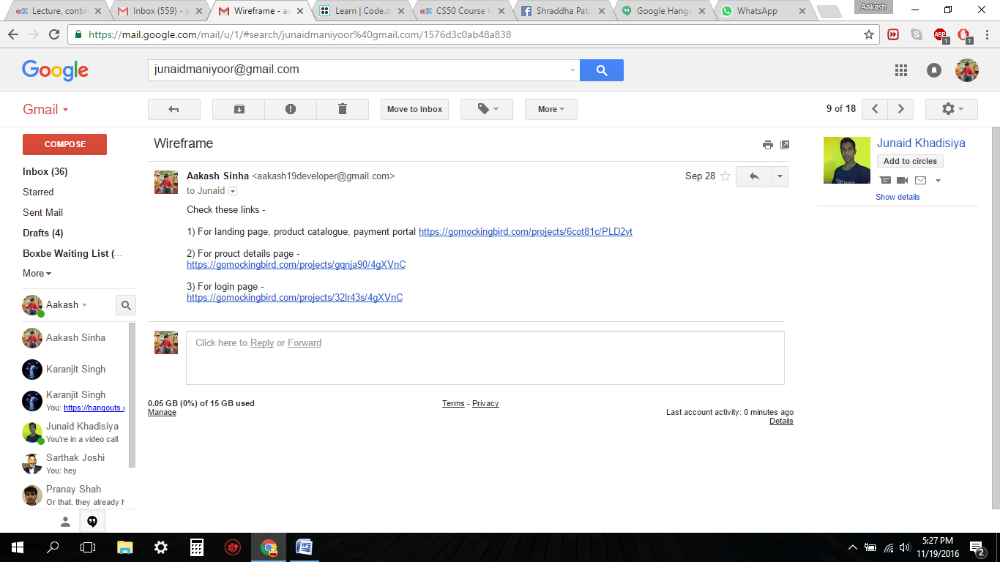 Lecture, contin
Inbox (559) - a
Wireframe - aa
Learn | Code.o
CS50 Course I
Shraddha Pati
Google Hango
WhatsApp
Aakash
https://mail.google.com/mail/u/1/#search/junaidmaniyoor%40gmail.com/1576d3c0ab48a838
ABP
1
1
Google
junaidmaniyoor@gmail.com
Gmail
Move to Inbox
More
9 of 18
COMPOSE
Inbox (36)
Starred
Sent Mail
Drafts (4)
Boxbe Waiting List (...
More
Aakash
Aakash Sinha
Karanjit Singh
Karanjit Singh
You: https://hangouts.
Junaid Khadisiya
You're in a video call
Sarthak Joshi
You: hey
Pranay Shah
Or that, they already h
Wireframe
Aakash Sinha <aakash19developer@gmail.com>
Sep 28
to Junaid
Check these links -
1) For landing page, product catalogue, payment portal https://gomockingbird.com/projects/6cot81c/PLD2vt
2) For prouct details page -
https://gomockingbird.com/projects/gqnja90/4gXVnC
3) For login page -
https://gomockingbird.com/projects/32lr43s/4gXVnC
Click here to Reply or Forward
0.05 GB (0%) of 15 GB used
Manage
Terms - Privacy
Last account activity: 0 minutes ago
Details
Junaid Khadisiya
Add to circles
Show details
5:27 PM
11/19/2016
2